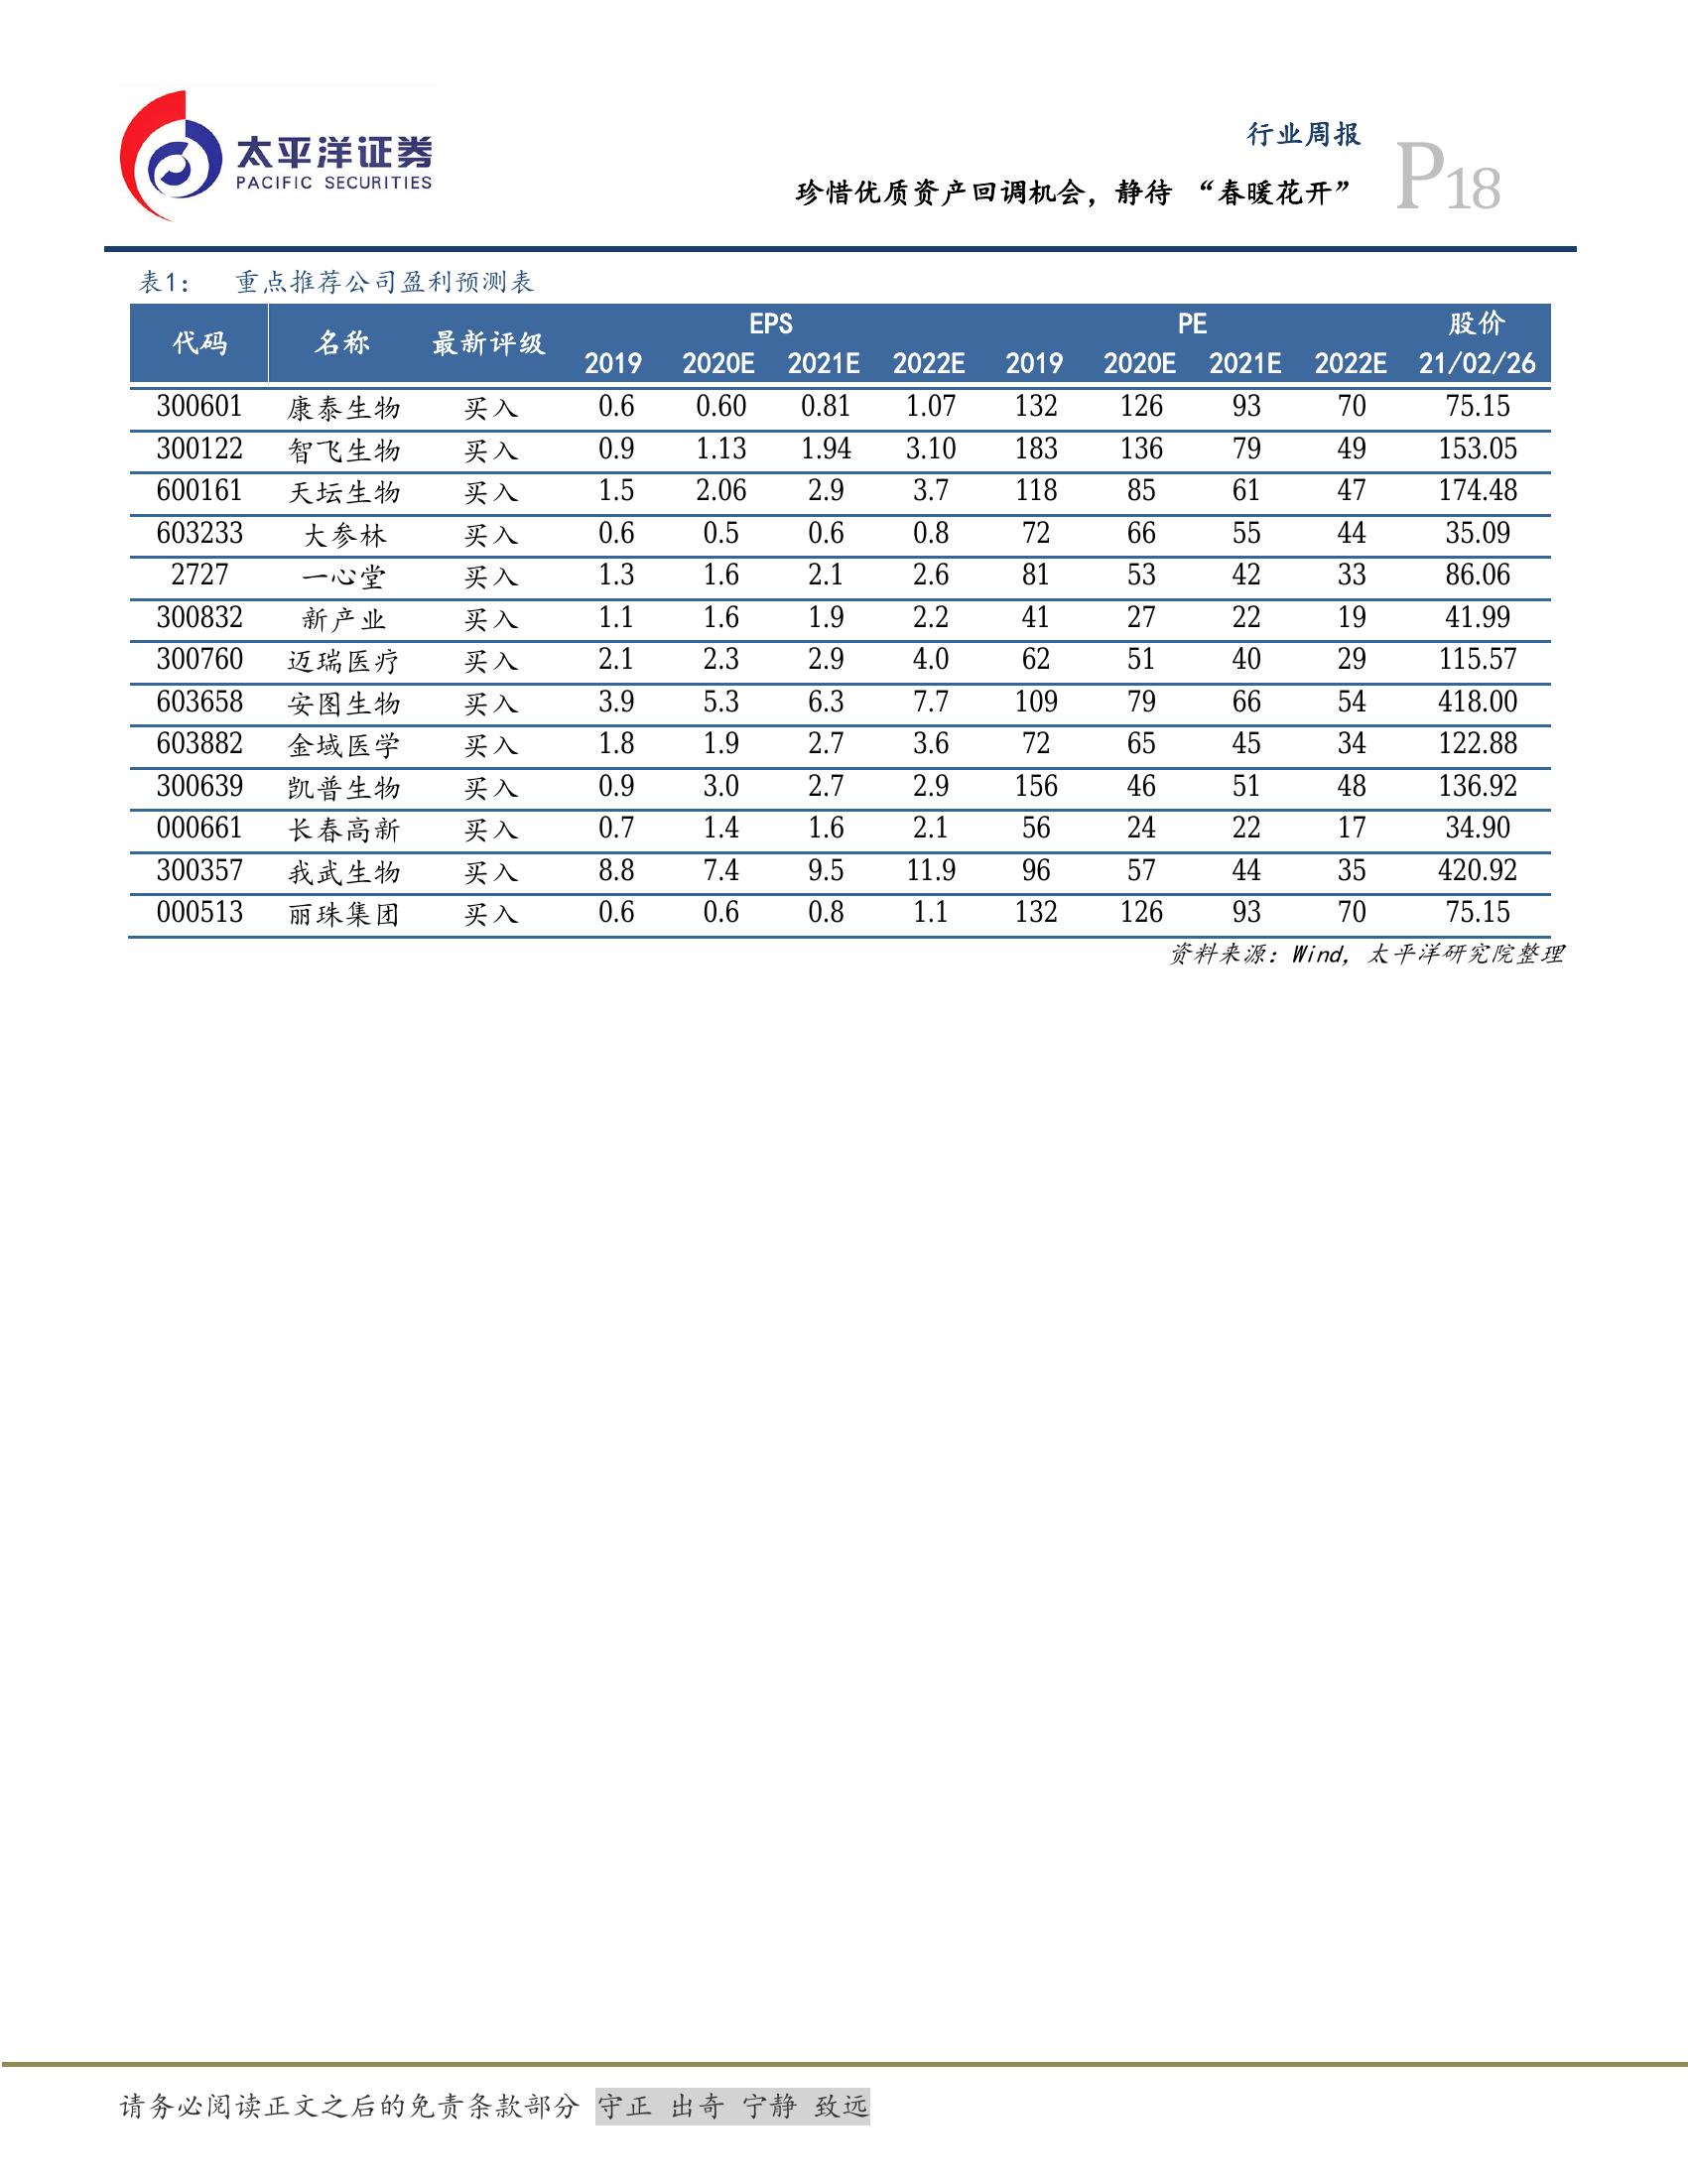 太平洋证券
PACIFIC SECURITIES
行业周报
珍惜优质资产回调机会，静待 “春暖花开”
P18
表1： 重点推荐公司盈利预测表
代码 名称 最新评级 EPS PE 股价
2019 2020E 2021E 2022E 2019 2020E 2021E 2022E 21/02/26
300601 康泰生物 买入 0.6 0.60 0.81 1.07 132 126 93 70 75.15
300122 智飞生物 买入 0.9 1.13 1.94 3.10 183 136 79 49 153.05
600161 天坛生物 买入 1.5 2.06 2.9 3.7 118 85 61 47 174.48
603233 大参林 买入 0.6 0.5 0.6 0.8 72 66 55 44 35.09
2727 一心堂 买入 1.3 1.6 2.1 2.6 81 53 42 33 86.06
300832 新产业 买入 1.1 1.6 1.9 2.2 41 27 22 19 41.99
300760 迈瑞医疗 买入 2.1 2.3 2.9 4.0 62 51 40 29 115.57
603658 安图生物 买入 3.9 5.3 6.3 7.7 109 79 66 54 418.00
603882 金域医学 买入 1.8 1.9 2.7 3.6 72 65 45 34 122.88
300639 凯普生物 买入 0.9 3.0 2.7 2.9 156 46 51 48 136.92
000661 长春高新 买入 0.7 1.4 1.6 2.1 56 24 22 17 34.90
300357 我武生物 买入 8.8 7.4 9.5 11.9 96 57 44 35 420.92
000513 丽珠集团 买入 0.6 0.6 0.8 1.1 132 126 93 70 75.15
资料来源：Wind，太平洋研究院整理
请务必阅读正文之后的免责条款部分 守正 出奇 宁静 致远